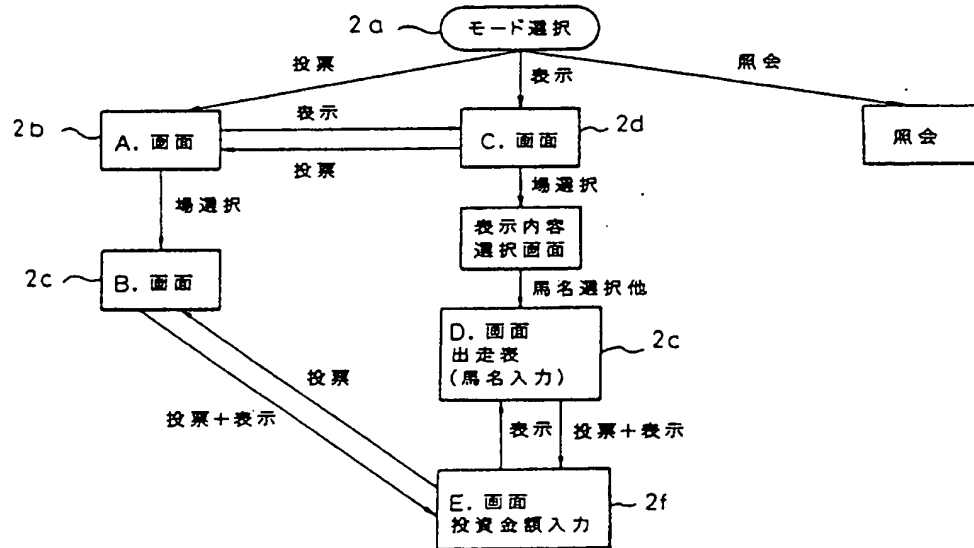 2a
モード選択
投票
表示
照会
2b
A. 画面
表示
投票
C. 画面
2d
照会
場選択
場選択
表示内容
選択画面
2c
B. 画面
馬名選択他
D. 画面
出走表
(馬名入力)
2c
投票
投票+表示
表示
投票+表示
E. 画面
投資金額入力
2f